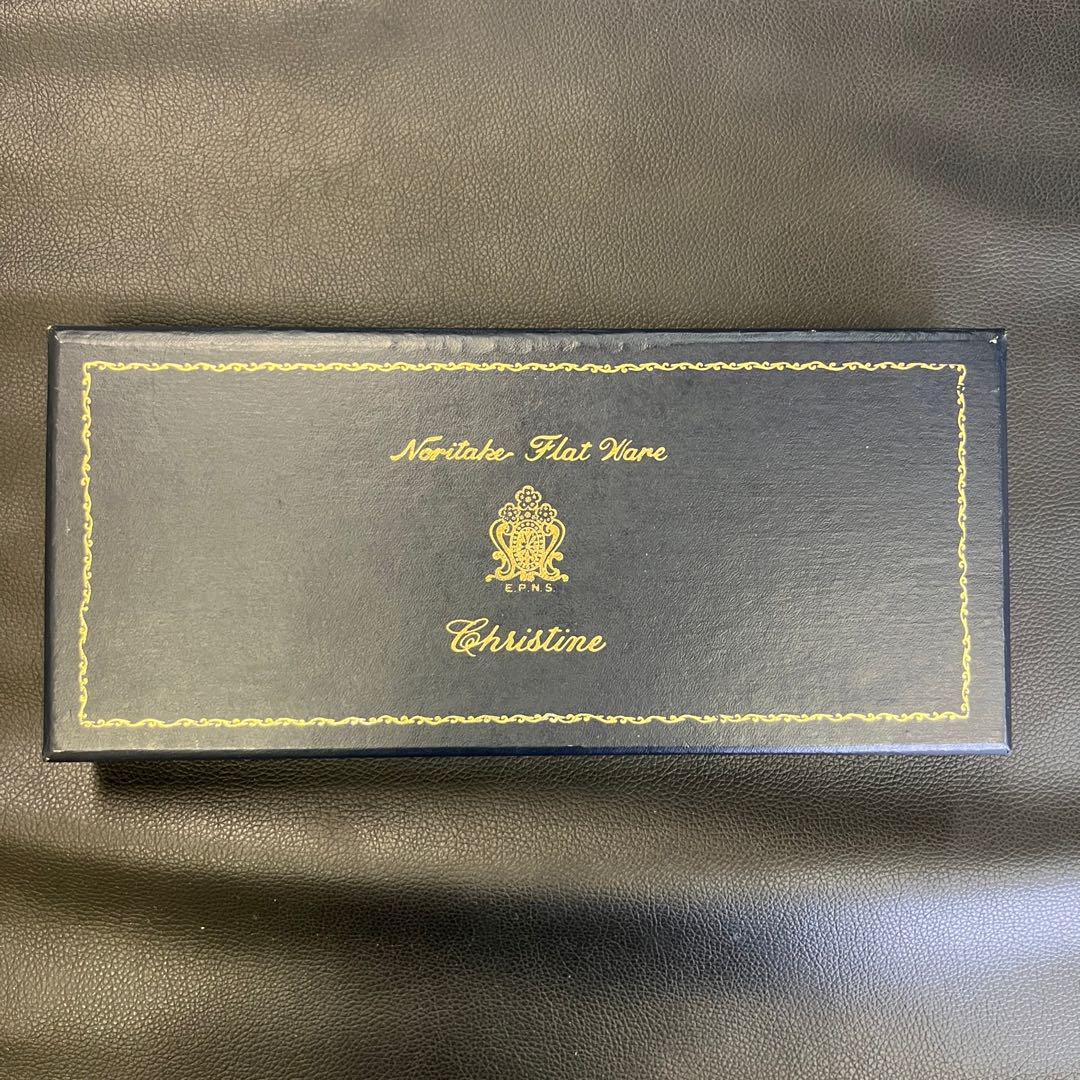 Noritake Flat Ware
E.P.N.S.
Christine